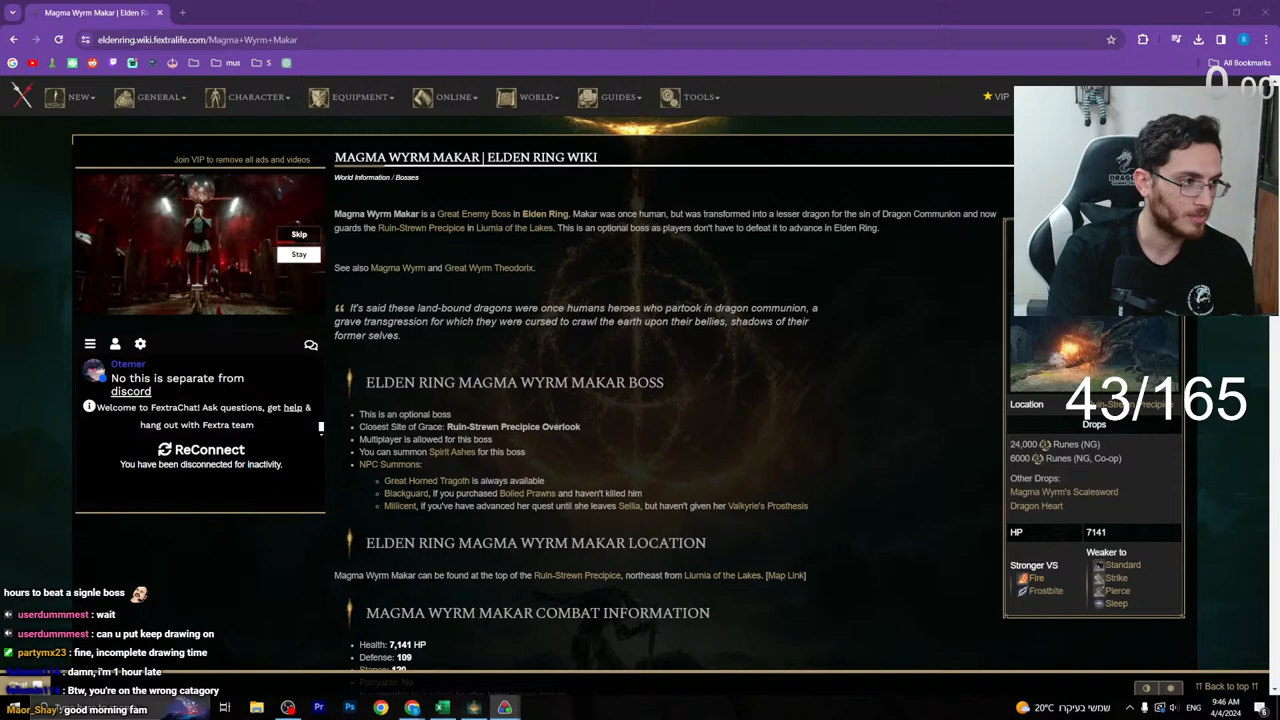 Magma Wyrm Makar | Elden Ri
eldenring.wiki.fextralife.com/Magma+Wyrm+Makar
mus
S
All Bookmarks
0 00
NEW
GENERAL
CHARACTER
EQUIPMENT
ONLINE
WORLD
GUIDES
TOOLS
VIP
Join VIP to remove all ads and videos
Skip
Stay
Otemer
No this is separate from
discord
Welcome to FextraChat! Ask questions, get help &
hang out with Fextra team
ReConnect
You have been disconnected for inactivity.
MAGMA WYRM MAKAR | ELDEN RING WIKI
World Information / Bosses
Magma Wyrm Makar is a Great Enemy Boss in Elden Ring. Makar was once human, but was transformed into a lesser dragon for the sin of Dragon Communion and now
guards the Ruin-Strewn Precipice in Liurnia of the Lakes. This is an optional boss as players don't have to defeat it to advance in Elden Ring.
See also Magma Wyrm and Great Wyrm Theodorix.
It's said these land-bound dragons were once humans heroes who partook in dragon communion, a
grave transgression for which they were cursed to crawl the earth upon their bellies, shadows of their
former selves.
ELDEN RING MAGMA WYRM MAKAR BOSS
This is an optional boss
Closest Site of Grace: Ruin-Strewn Precipice Overlook
Multiplayer is allowed for this boss
You can summon Spirit Ashes for this boss
NPC Summons:
Great Horned Tragoth is always available
Blackguard, if you purchased Boiled Prawns and haven't killed him
Millicent, if you've advanced her quest until she leaves Sellia, but haven't given her Valkyrie's Prosthesis
ELDEN RING MAGMA WYRM MAKAR LOCATION
Magma Wyrm Makar can be found at the top of the Ruin-Strewn Precipice, northeast from Liurnia of the Lakes. [Map Link]
MAGMA WYRM MAKAR COMBAT INFORMATION
Health: 7,141 HP
Defense: 109
Stance: 120
Parryable: No
DRAGON
43/165
Location
Ruin-Strewn Precipice
Drops
24,000 Runes (NG)
6000 Runes (NG, Co-op)
Other Drops:
Magma Wyrm's Scalesword
Dragon Heart
HP
7141
Stronger VS
Fire
Frostbite
Weaker to
Standard
Strike
Pierce
Sleep
Back to top
hours to beat a signle boss
userdummmest : wait
userdummmest : can u put keep drawing on
partymx23 : fine, incomplete drawing time
: damn, i'm 1 hour late
: Btw, you're on the wrong catagory
Maor_Shay : good morning fam
Chat
20°C
שמשי בעיקרו
ENG
9:46 AM
4/4/2024
6